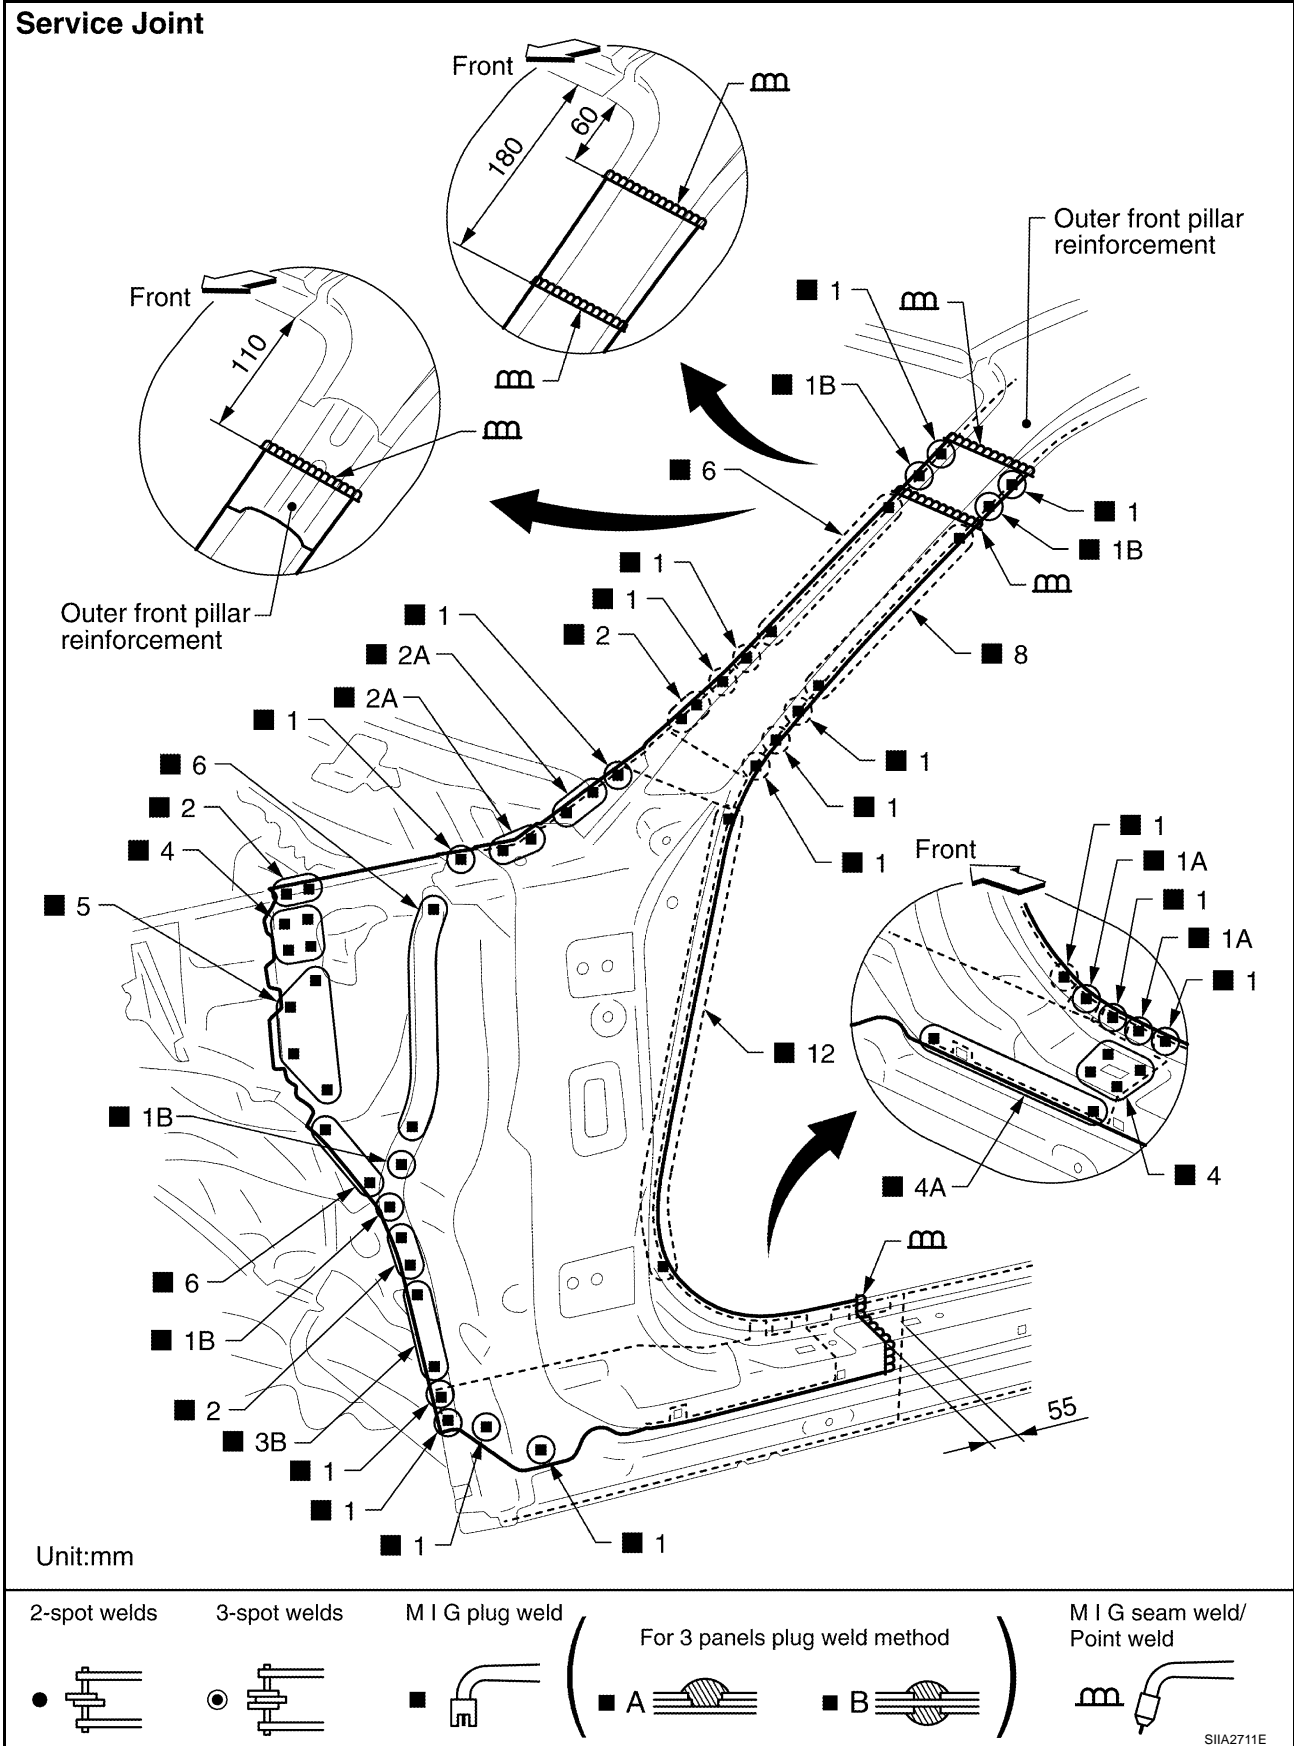 Service Joint
Front
60
180
Front
110
Outer front pillar
reinforcement
Outer front pillar
reinforcement
■ 1
■ 1B
■ 6
■ 1
■ 1B
■ 1
■ 1
■ 2
■ 8
■ 1
■ 2A
■ 2A
■ 1
■ 6
■ 2
■ 4
■ 5
■ 1
■ 1
■ 1
Front
■ 1
■ 1A
■ 1
■ 1A
■ 1
■ 12
■ 4A
■ 4
■ 1B
■ 6
■ 1B
■ 2
■ 3B
■ 1
■ 1
■ 1
■ 1
55
Unit:mm
2-spot welds
3-spot welds
M I G plug weld
For 3 panels plug weld method
■ A
■ B
M I G seam weld/
Point weld
SIIA2711E